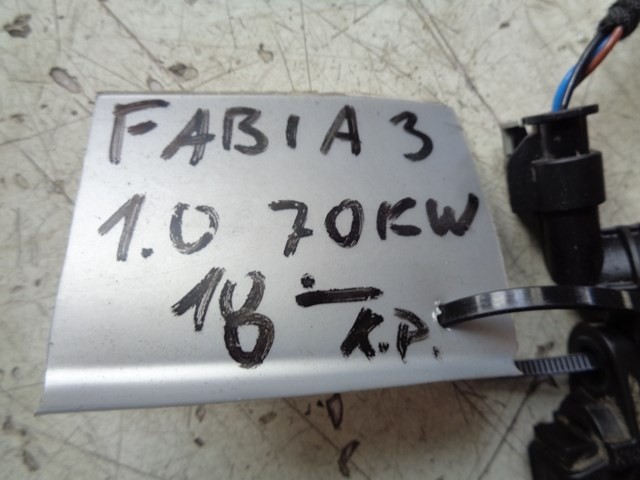 FABIA 3
1.0 70KW
18 ÷
K.P.